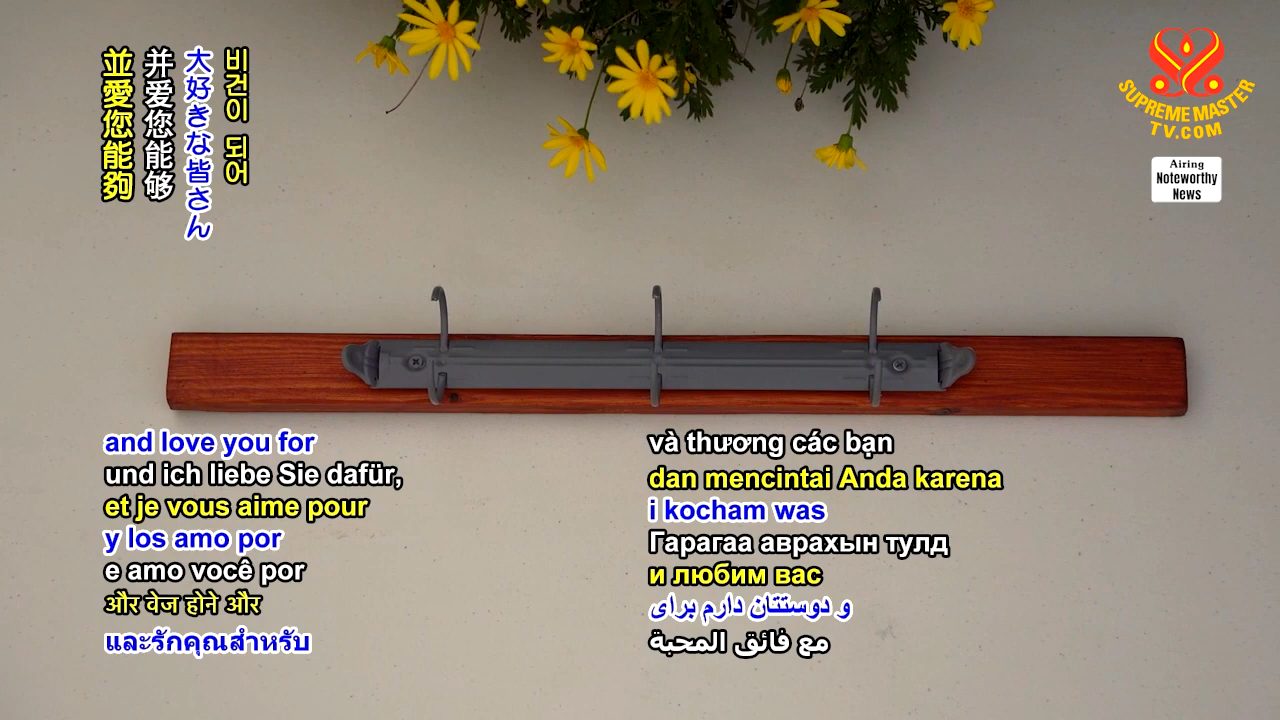 並愛您能夠
并爱您能够
大好きな皆さん
비건이 되어
SUPREME MASTER
TV.COM
Airing
Noteworthy
News
and love you for
und ich liebe Sie dafür,
et je vous aime pour
y los amo por
e amo você por
और वेज होने और
และรักคุณสำหรับ
và thương các bạn
dan mencintai Anda karena
i kocham was
Гарагаа аврахын тулд
и любим вас
و دوستتان دارم برای
مع فائق المحبة